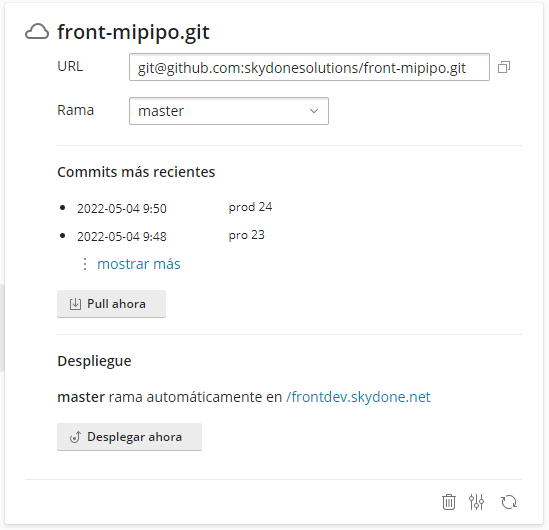 front-mipipo.git
URL git@github.com:skydonesolutions/front-mipipo.git
Rama master
Commits más recientes
2022-05-04 9:50 prod 24
2022-05-04 9:48 pro 23
mostrar más
Pull ahora
Despliegue
master rama automáticamente en /frontdev.skydone.net
Desplegar ahora